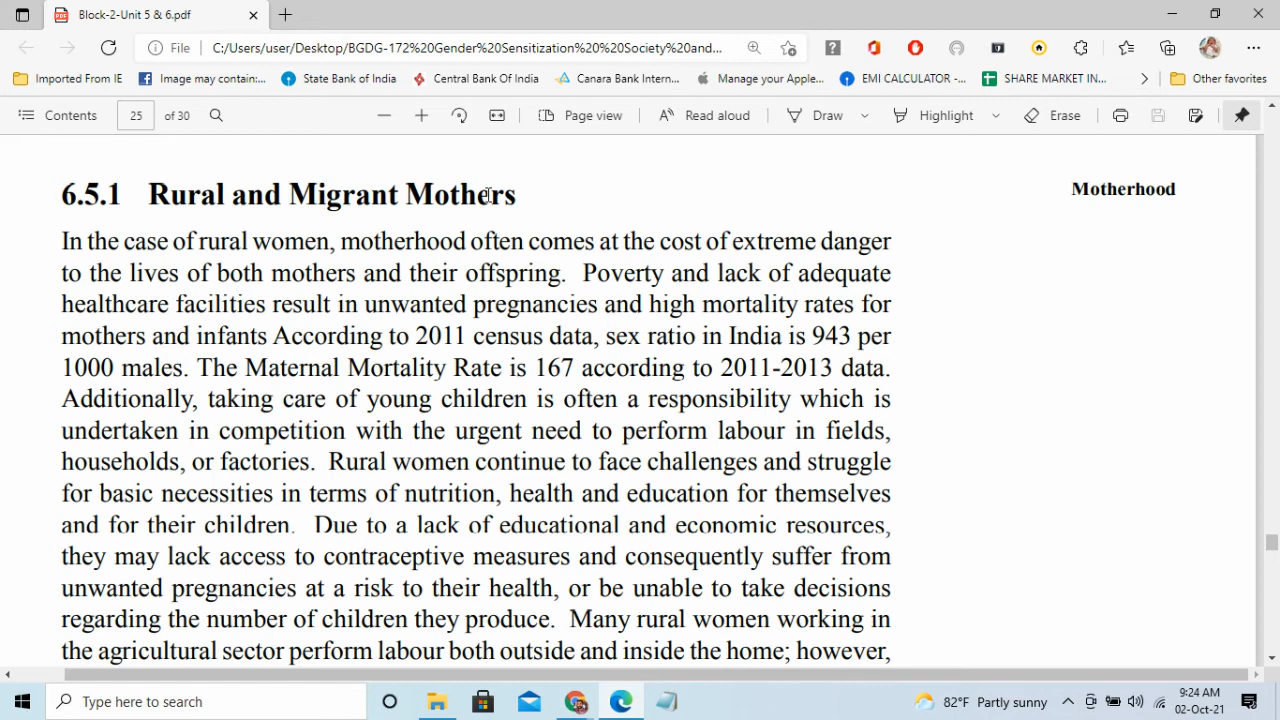 Block-2-Unit 5 & 6.pdf
File
C:/Users/user/Desktop/BGDG-172%20Gender%20Sensitization%20%20Society%20and...
Imported From IE
Image may contain:...
State Bank of India
Central Bank Of India
Canara Bank Intern...
Manage your Apple...
EMI CALCULATOR -...
SHARE MARKET IN...
Other favorites
Contents
25
of 30
Page view
Read aloud
Draw
Highlight
Erase
6.5.1 Rural and Migrant Mothers
Motherhood
In the case of rural women, motherhood often comes at the cost of extreme danger
to the lives of both mothers and their offspring. Poverty and lack of adequate
healthcare facilities result in unwanted pregnancies and high mortality rates for
mothers and infants According to 2011 census data, sex ratio in India is 943 per
1000 males. The Maternal Mortality Rate is 167 according to 2011-2013 data.
Additionally, taking care of young children is often a responsibility which is
undertaken in competition with the urgent need to perform labour in fields,
households, or factories. Rural women continue to face challenges and struggle
for basic necessities in terms of nutrition, health and education for themselves
and for their children. Due to a lack of educational and economic resources,
they may lack access to contraceptive measures and consequently suffer from
unwanted pregnancies at a risk to their health, or be unable to take decisions
regarding the number of children they produce. Many rural women working in
the agricultural sector perform labour both outside and inside the home; however,
Type here to search
82°F Partly sunny
9:24 AM
02-Oct-21